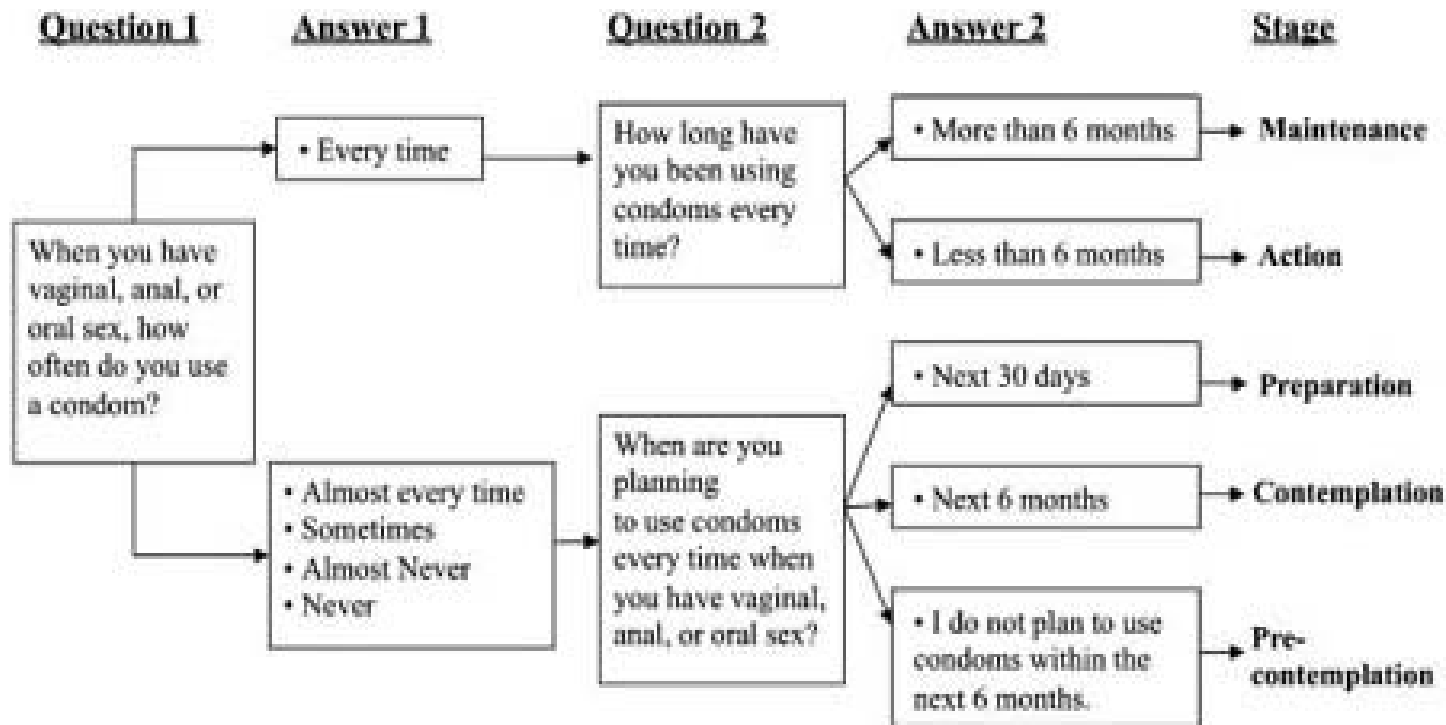 Question 1 Answer 1 Question 2 Answer 2 Stage
When you have
vaginal, anal, or
oral sex, how
often do you use
a condom?
• Every time
How long have
you been using
condoms every
time?
• More than 6 months
Maintenance
• Less than 6 months
Action
• Almost every time
• Sometimes
• Almost Never
• Never
When are you
planning
to use condoms
every time when
you have vaginal,
anal, or oral sex?
• Next 30 days
Preparation
• Next 6 months
Contemplation
• I do not plan to use
condoms within the
next 6 months.
Pre-
contemplation